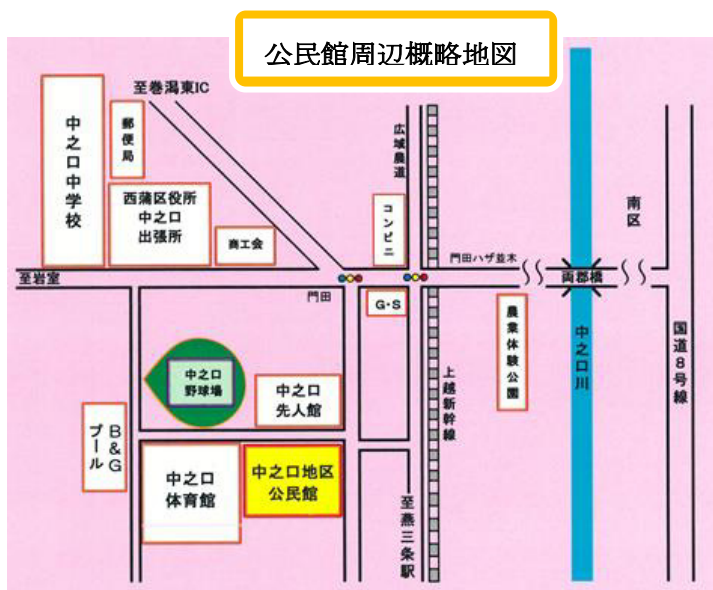 公民館周辺概略地図
至巻潟東IC
中之口中学校
郵便局
西蒲区役所
中之口
出張所
商工会
広域農道
コンビニ
南区
門田ハザ並木
至岩室
両郡橋
門田
G・S
農業体験公園
中之口川
国道8号線
中之口
野球場
中之口
先人館
上越新幹線
B&G
プール
中之口
体育館
中之口地区
公民館
至燕三条駅